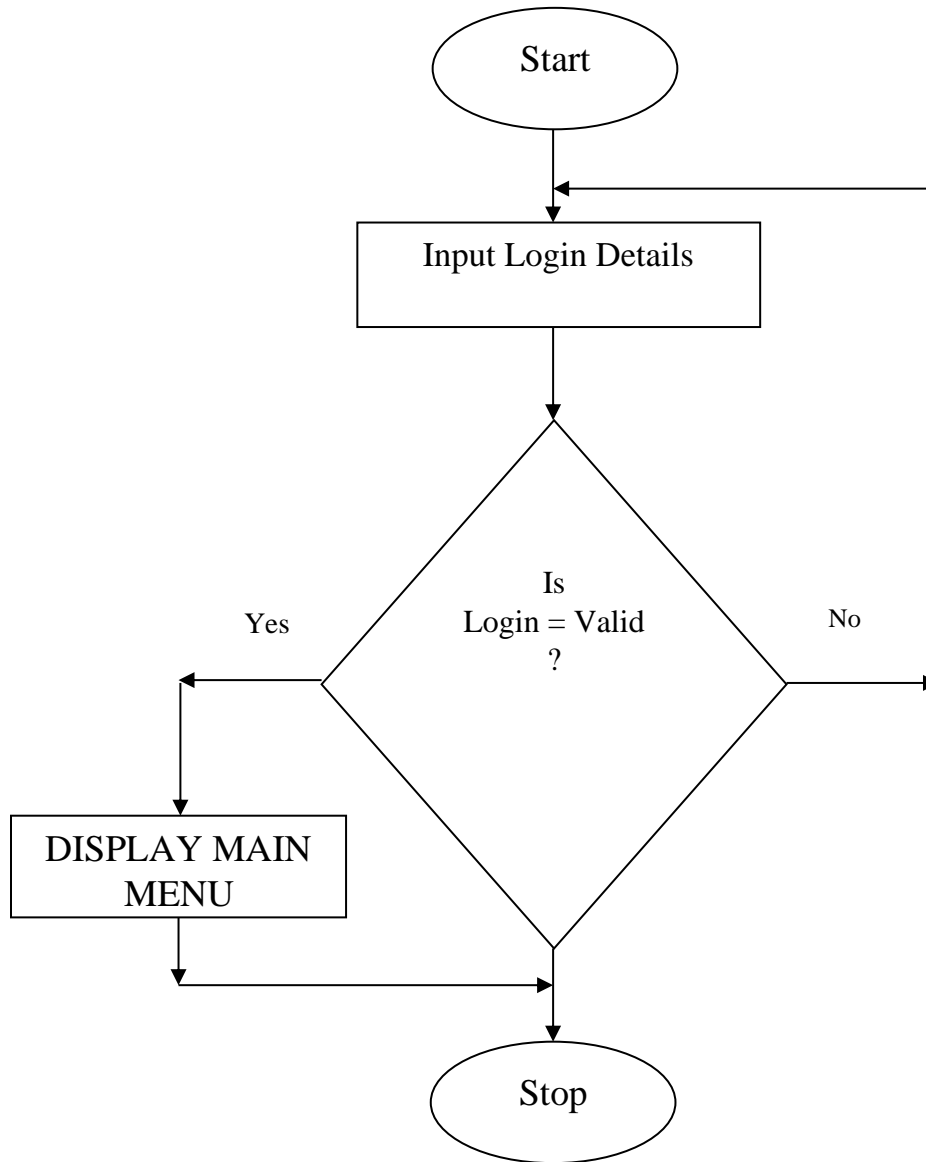 Start
Input Login Details
Is
Login = Valid
?
Yes
No
DISPLAY MAIN
MENU
Stop